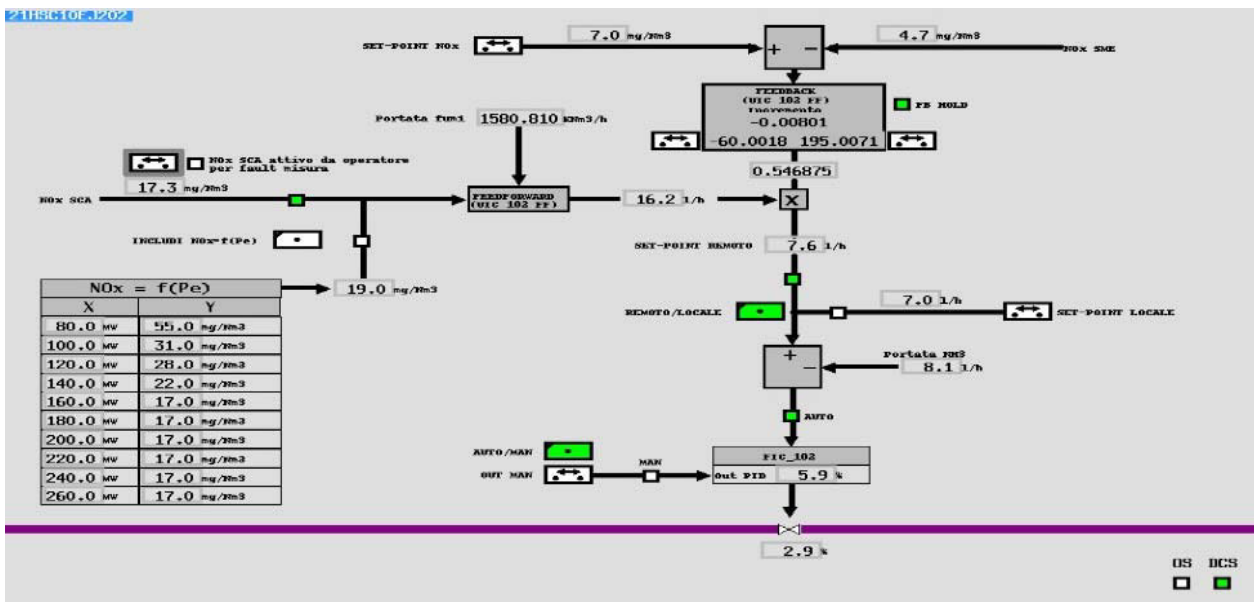 21HSC10EJ202
SET-POINT NOx 7.0 mg/Nm3 + - 4.7 mg/Nm3 NOx SME
FEEDBACK
(UIC 102 FF)
Incremento
-0.00801
-60.0018 195.0071
FB HOLD
Portata fumi 1580.810 KNm3/h
0.546875
NOx SCA attivo da operatore
per fault misura
17.3 mg/Nm3
NOx SCA
FEEDFORWARD
(UIC 102 FF)
16.2 l/h
X
INCLUDI NOx=f(Pe)
SET-POINT REMOTO 7.6 l/h
NOx = f(Pe)
19.0 mg/Nm3
X Y
80.0 MW 55.0 mg/Nm3
100.0 MW 31.0 mg/Nm3
120.0 MW 28.0 mg/Nm3
140.0 MW 22.0 mg/Nm3
160.0 MW 17.0 mg/Nm3
180.0 MW 17.0 mg/Nm3
200.0 MW 17.0 mg/Nm3
220.0 MW 17.0 mg/Nm3
240.0 MW 17.0 mg/Nm3
260.0 MW 17.0 mg/Nm3
REMOTO/LOCALE
7.0 l/h
SET-POINT LOCALE
+ -
Portata NH3
8.1 l/h
AUTO
AUTO/MAN
OUT MAN
MAN
FIC_102
Out PID 5.9 %
2.9 %
OS DCS